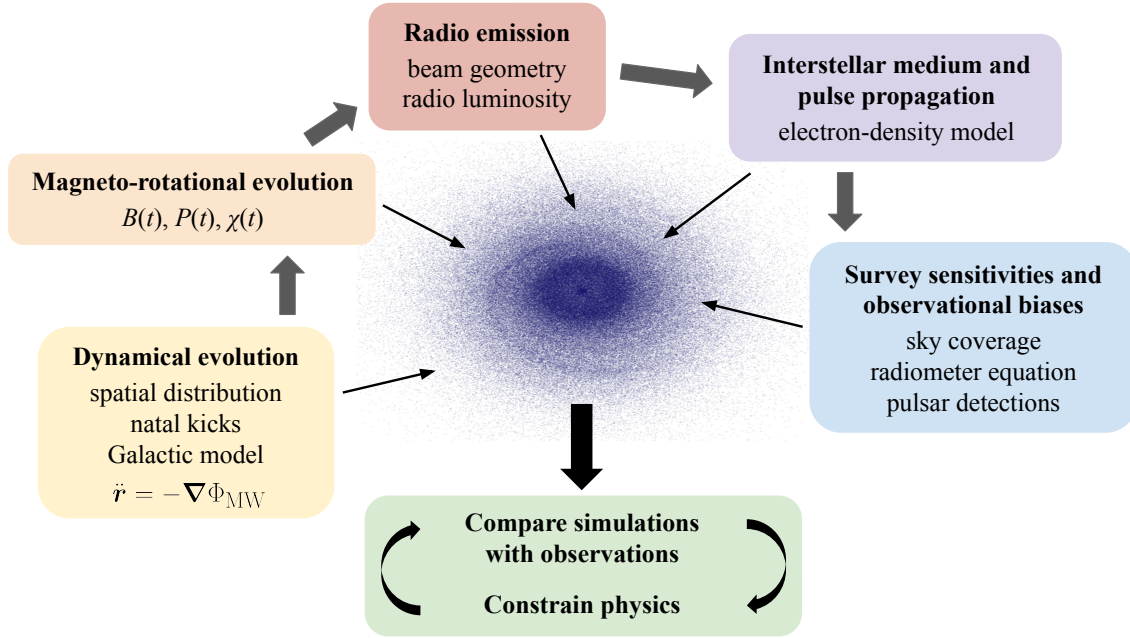 Radio emission
beam geometry
radio luminosity
Interstellar medium and
pulse propagation
electron-density model
Magneto-rotational evolution
B(t), P(t), χ(t)
Survey sensitivities and
observational biases
sky coverage
radiometer equation
pulsar detections
Dynamical evolution
spatial distribution
natal kicks
Galactic model
r̈ = −∇Φ_MW
Compare simulations
with observations
Constrain physics